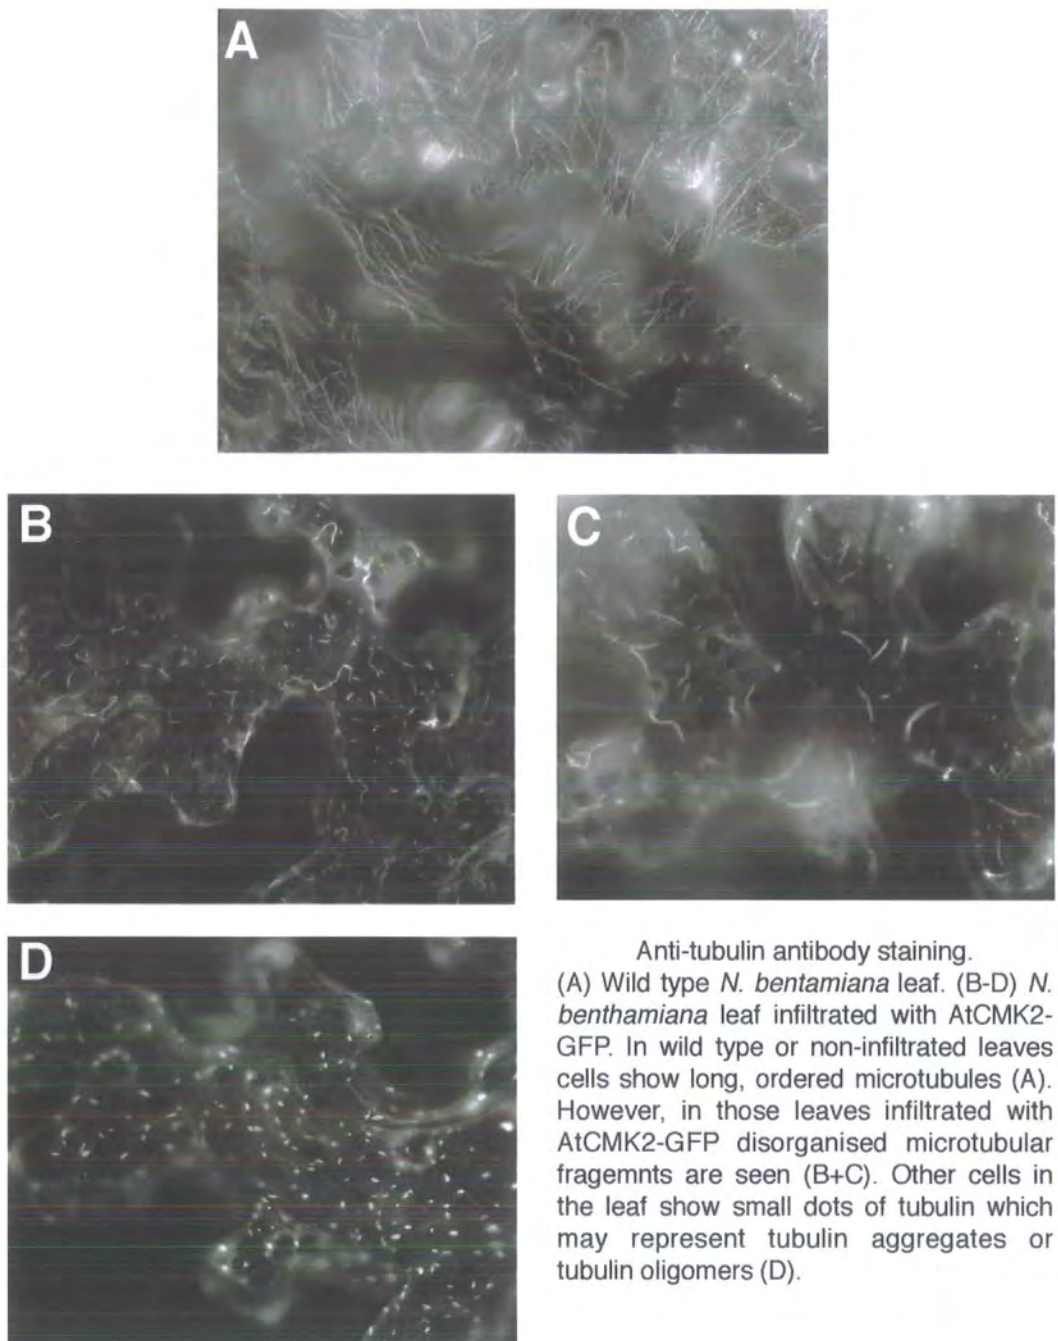 A
B
C
D
Anti-tubulin antibody staining.
(A) Wild type N. bentamiana leaf. (B-D) N.
benthamiana leaf infiltrated with AtCMK2-
GFP. In wild type or non-infiltrated leaves
cells show long, ordered microtubules (A).
However, in those leaves infiltrated with
AtCMK2-GFP disorganised microtubular
fragemnts are seen (B+C). Other cells in
the leaf show small dots of tubulin which
may represent tubulin aggregates or
tubulin oligomers (D).